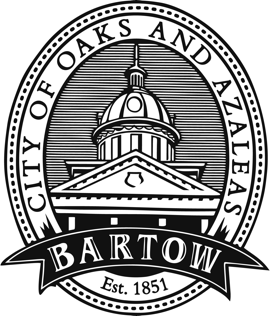 CITY OF OAKS AND AZALEAS
BARTOW
Est. 1851